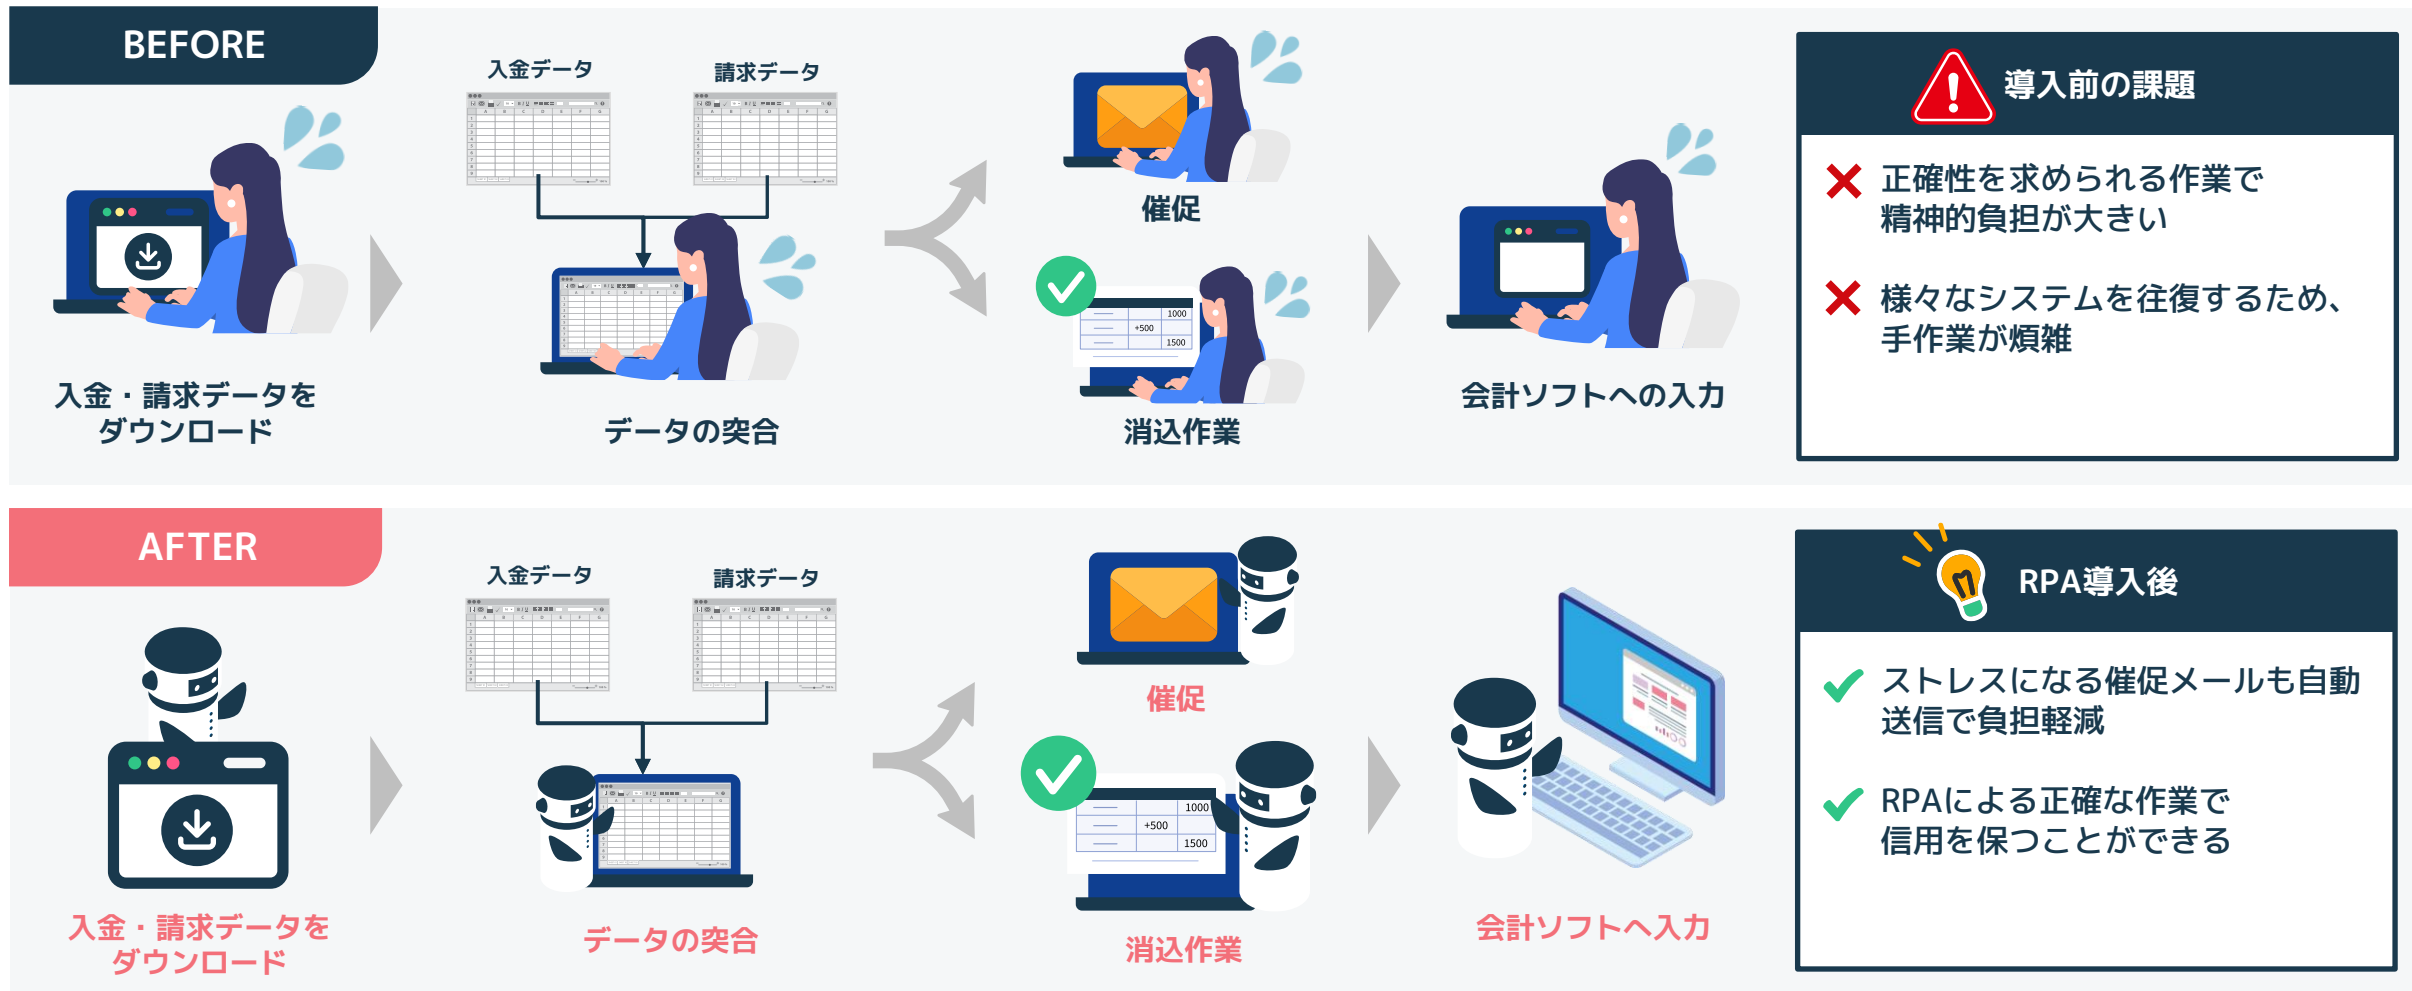 BEFORE
入金・請求データを
ダウンロード
入金データ
請求データ
データの突合
催促
1000
+500
1500
消込作業
会計ソフトへの入力
導入前の課題
正確性を求められる作業で
精神的負担が大きい
様々なシステムを往復するため、
手作業が煩雑
AFTER
入金・請求データを
ダウンロード
入金データ
請求データ
データの突合
催促
1000
+500
1500
消込作業
会計ソフトへ入力
RPA導入後
ストレスになる催促メールも自動
送信で負担軽減
RPAによる正確な作業で
信用を保つことができる